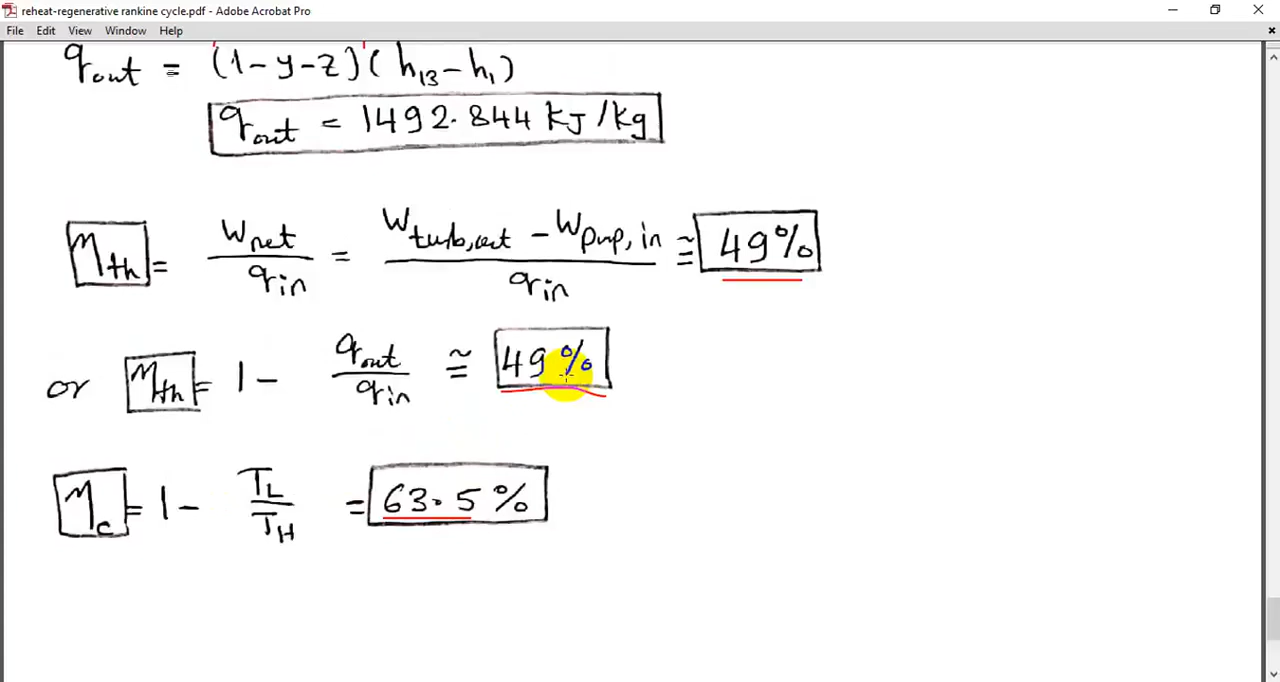 reheat-regenerative rankine cycle.pdf - Adobe Acrobat Pro
File Edit View Window Help
q_out = (1-y-z)(h_13-h_1)
q_out = 1492.844 kJ/kg
η_th = W_net / q_in = (W_turb,out - W_pmp,in) / q_in ≅ 49%
or η_th = 1 - q_out / q_in ≅ 49%
η_c = 1 - T_L / T_H = 63.5%